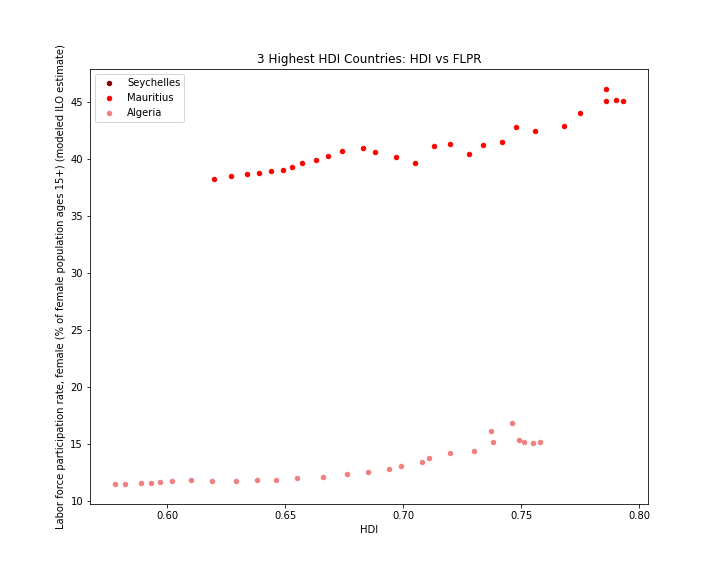 3 Highest HDI Countries: HDI vs FLPR
Seychelles
Mauritius
Algeria
Labor force participation rate, female (% of female population ages 15+) (modeled ILO estimate)
45
40
35
30
25
20
15
10
0.60 0.65 0.70 0.75 0.80
HDI